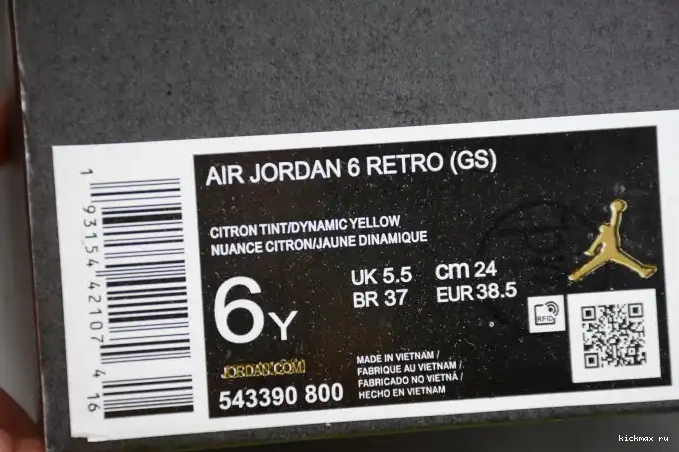 AIR JORDAN 6 RETRO (GS)
CITRON TINT/DYNAMIC YELLOW
NUANCE CITRON/JAUNE DINAMIQUE
6Y
UK 5.5 cm 24
BR 37 EUR 38.5
RFID
JORDAN.COM
543390 800
MADE IN VIETNAM/
FABRIQUE AU VIETNAM/
FABRICADO NO VIETNÁ/
HECHO EN VIETNAM
1 93154 42107 4 16
kickmax ru